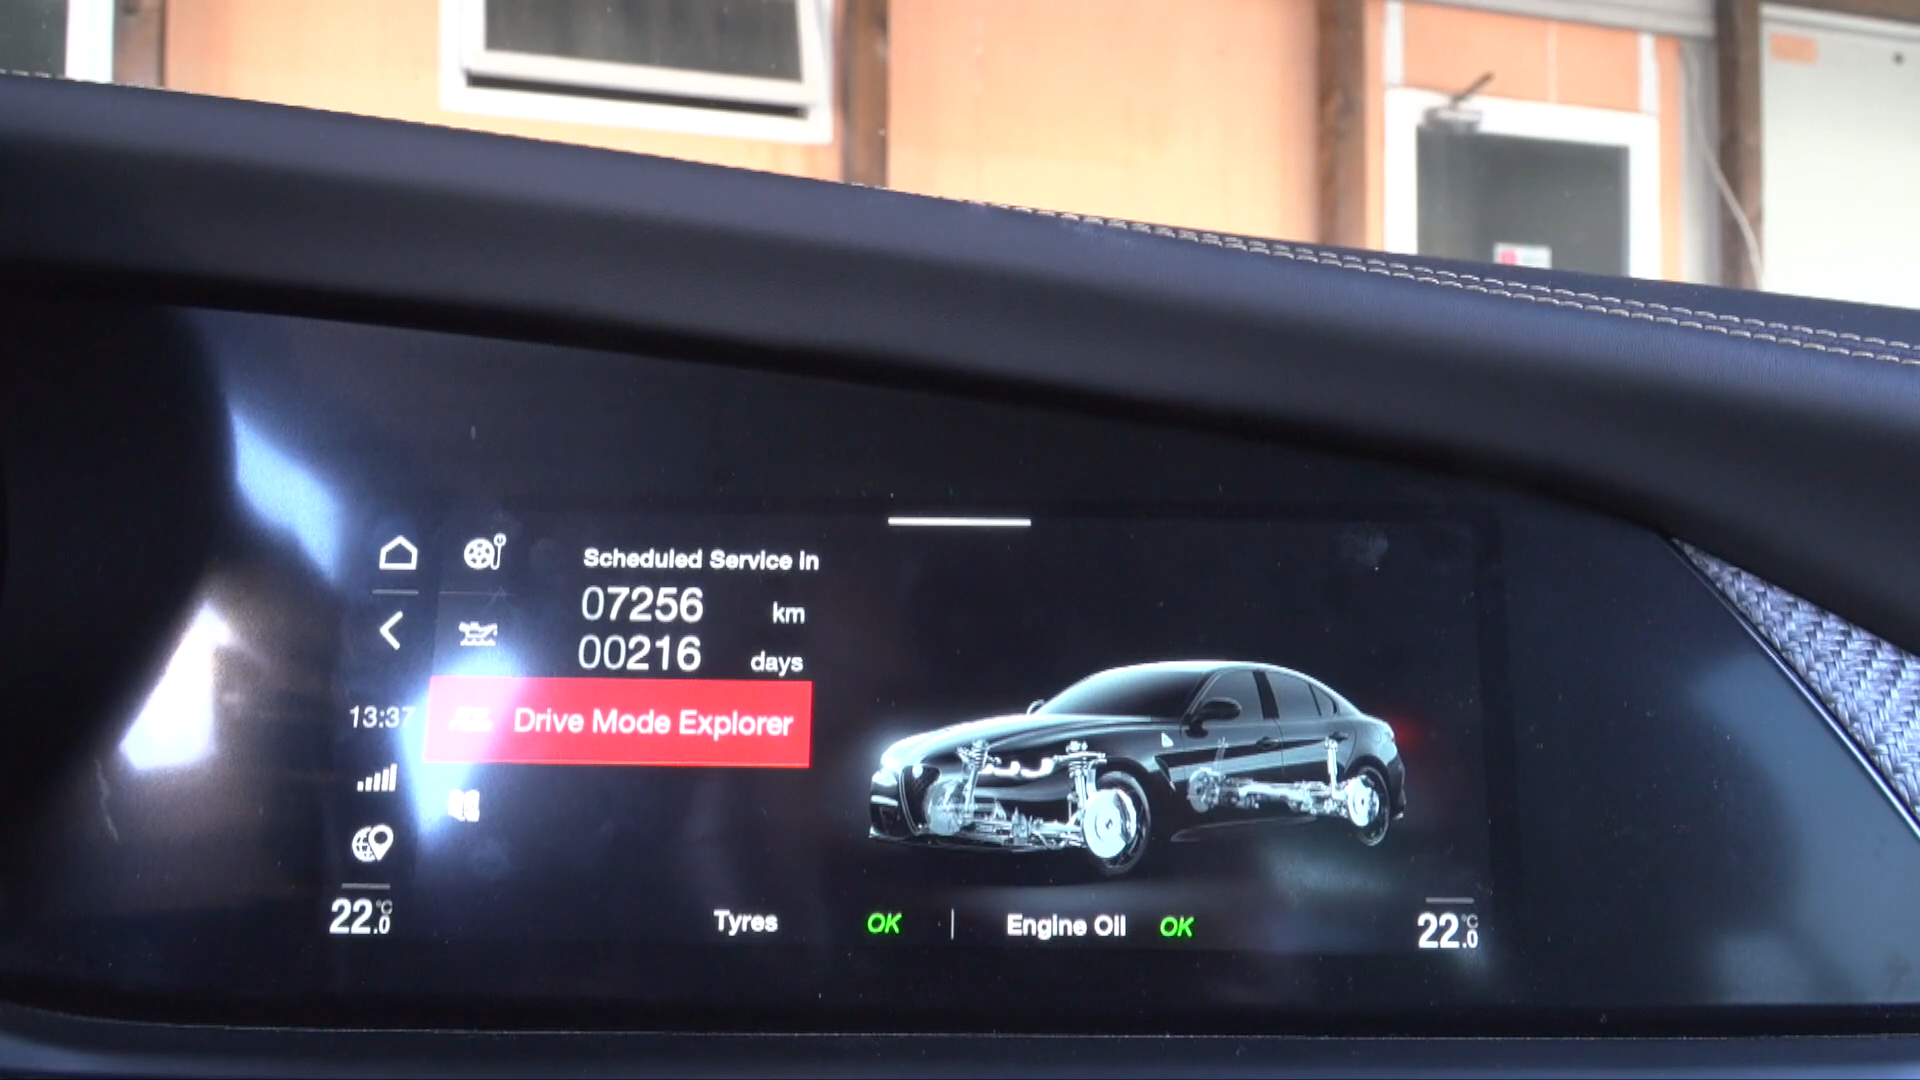 Scheduled Service in
07256 km
00216 days
13:37
Drive Mode Explorer
22.0 °C
Tyres OK | Engine Oil OK
22.0 °C